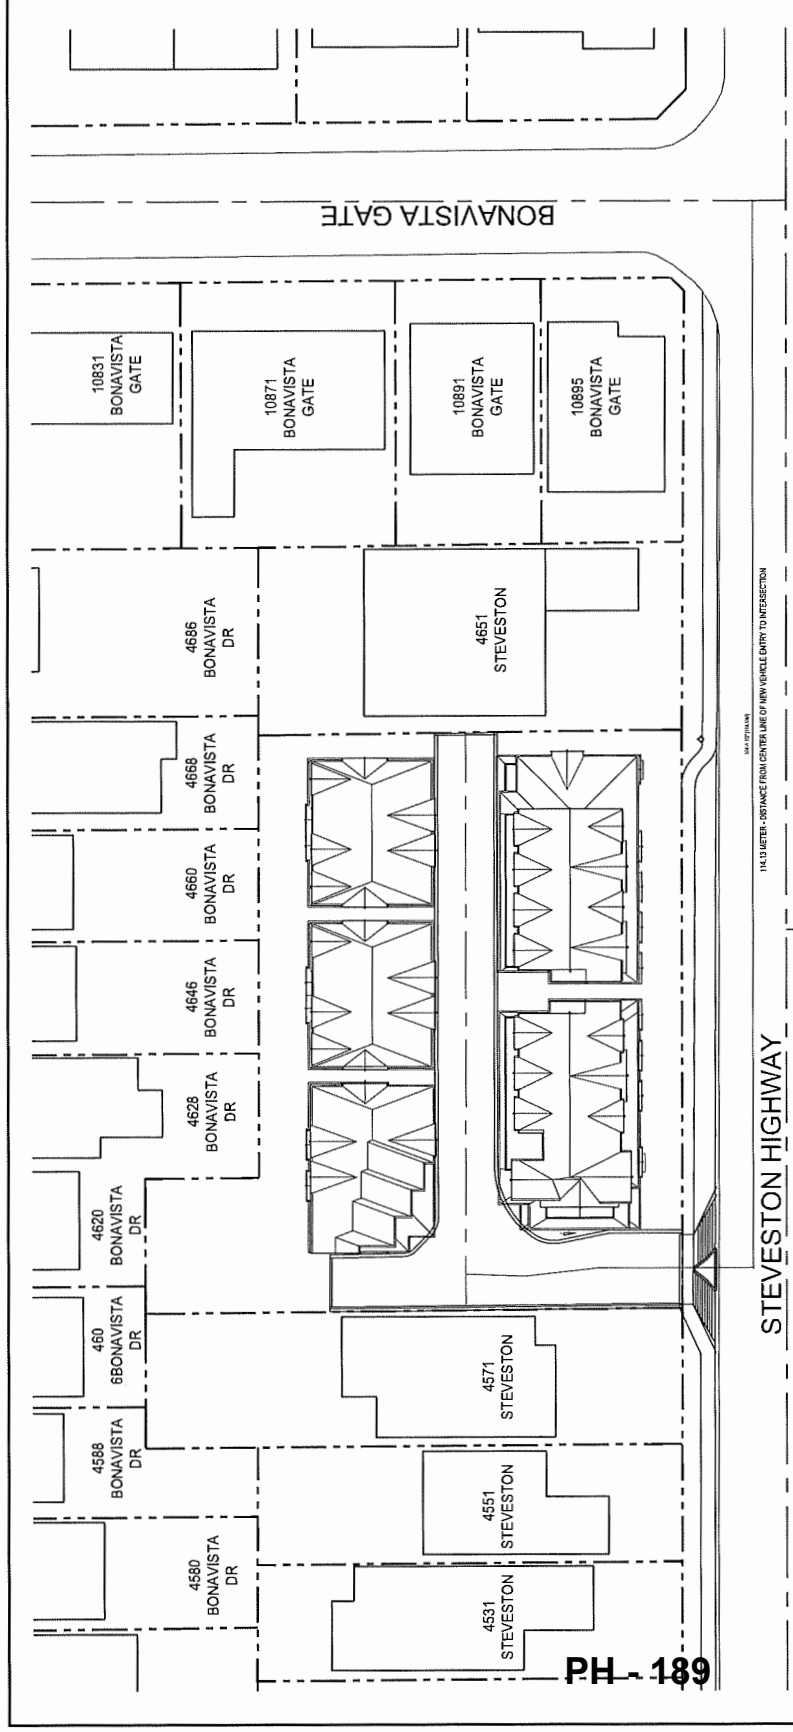 BONAVISTA GATE
10831
BONAVISTA
GATE
10871
BONAVISTA
GATE
10891
BONAVISTA
GATE
10895
BONAVISTA
GATE
4686
BONAVISTA
DR
4651
STEVESTON
4668
BONAVISTA
DR
4660
BONAVISTA
DR
4646
BONAVISTA
DR
4628
BONAVISTA
DR
4620
BONAVISTA
DR
460
6BONAVISTA
DR
4588
BONAVISTA
DR
4580
BONAVISTA
DR
4571
STEVESTON
4551
STEVESTON
4531
STEVESTON
114.13 METER - DISTANCE FROM CENTER LINE OF NEW VEHICLE ENTRY TO INTERSECTION
STEVESTON HIGHWAY
PH - 189